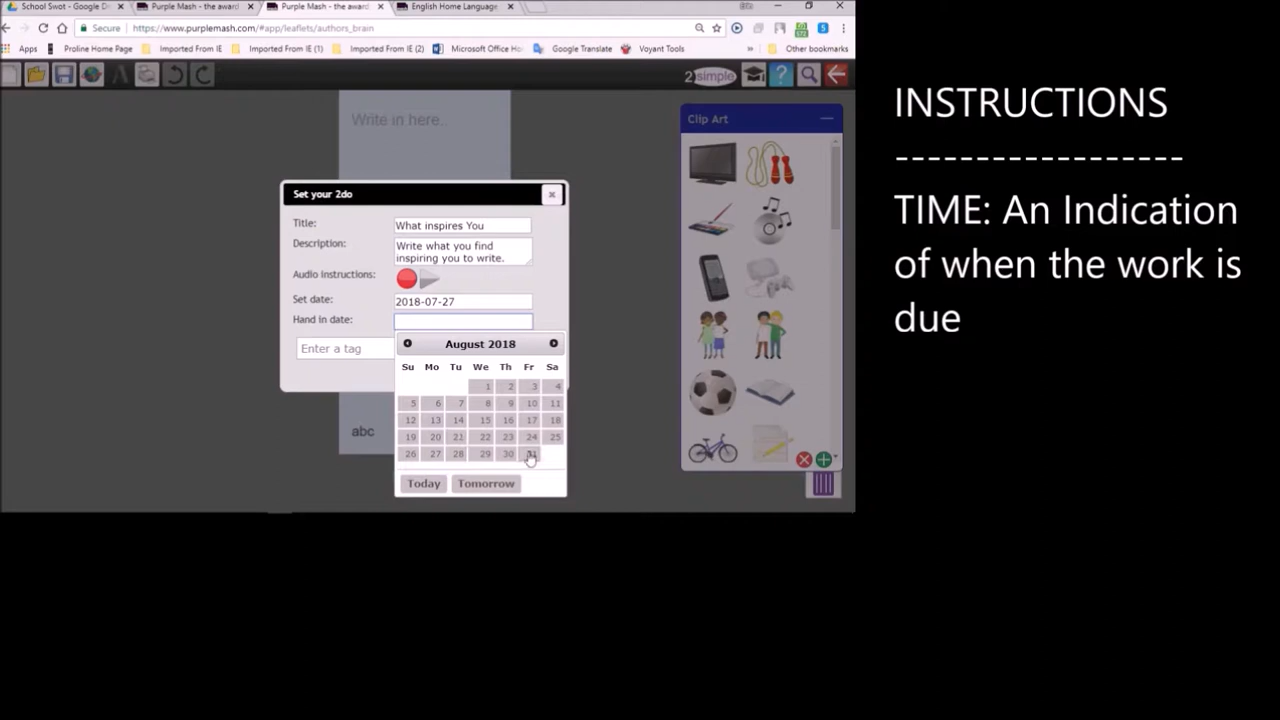 School Swot - Google D
Purple Mash - the award
Purple Mash - the award
English Home Language
Secure
https://www.purplemash.com/#app/leaflets/authors_brain
Apps
Proline Home Page
Imported From IE
Imported From IE (1)
Imported From IE (2)
Microsoft Office Ho
Google Translate
Voyant Tools
»
Other bookmarks
2simple
Write in here..
Clip Art
Set your 2do
Title:
What inspires You
Description:
Write what you find
inspiring you to write.
Audio instructions:
Set date:
2018-07-27
Hand in date:
Enter a tag
August 2018
Su Mo Tu We Th Fr Sa
1 2 3 4
5 6 7 8 9 10 11
12 13 14 15 16 17 18
19 20 21 22 23 24 25
26 27 28 29 30 31
Today
Tomorrow
abc
INSTRUCTIONS
------------------
TIME: An Indication
of when the work is
due